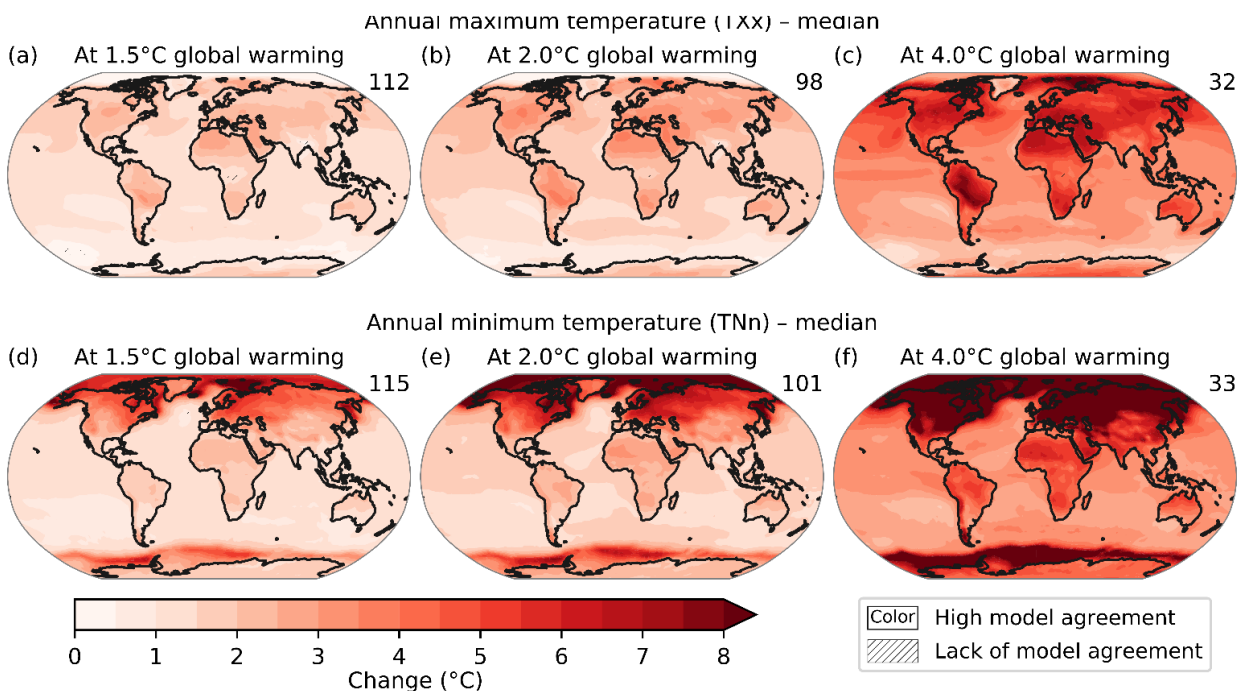 Annual maximum temperature (TXx) – median
(a) At 1.5°C global warming 112
(b) At 2.0°C global warming 98
(c) At 4.0°C global warming 32
Annual minimum temperature (TNn) – median
(d) At 1.5°C global warming 115
(e) At 2.0°C global warming 101
(f) At 4.0°C global warming 33
0 1 2 3 4 5 6 7 8
Change (°C)
Color High model agreement
Lack of model agreement